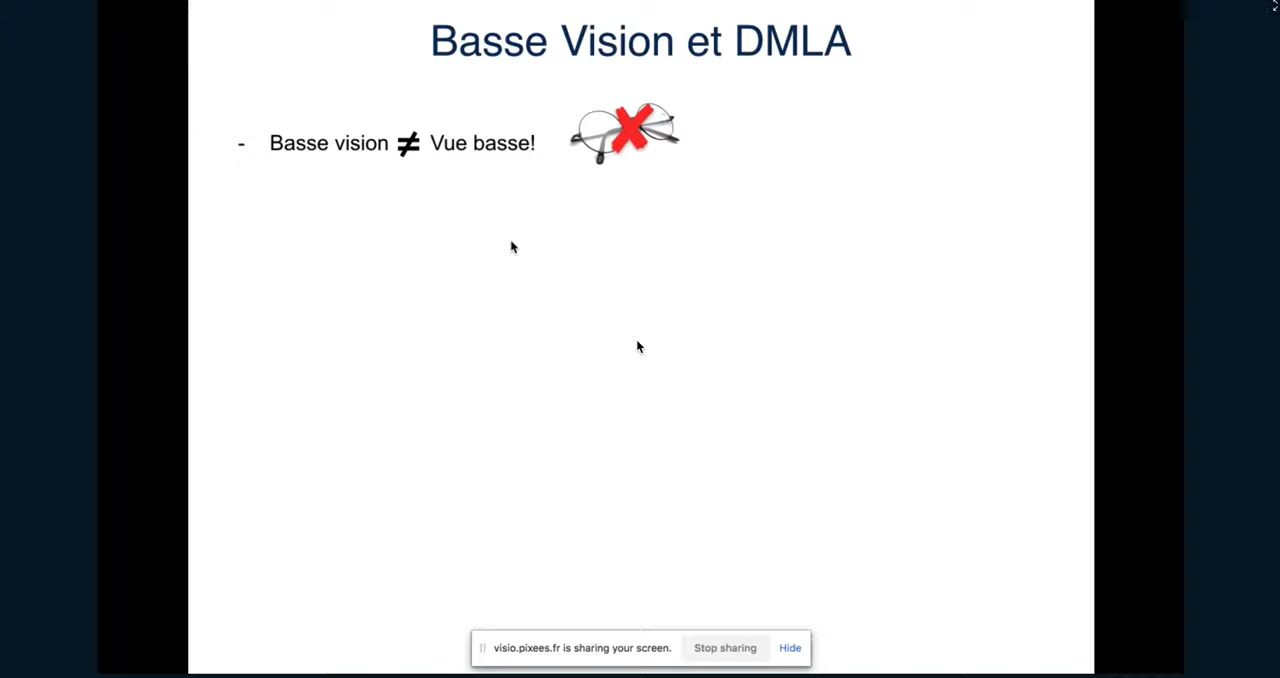 Basse Vision et DMLA
- Basse vision ≠ Vue basse!
visio.pixees.fr is sharing your screen. Stop sharing Hide